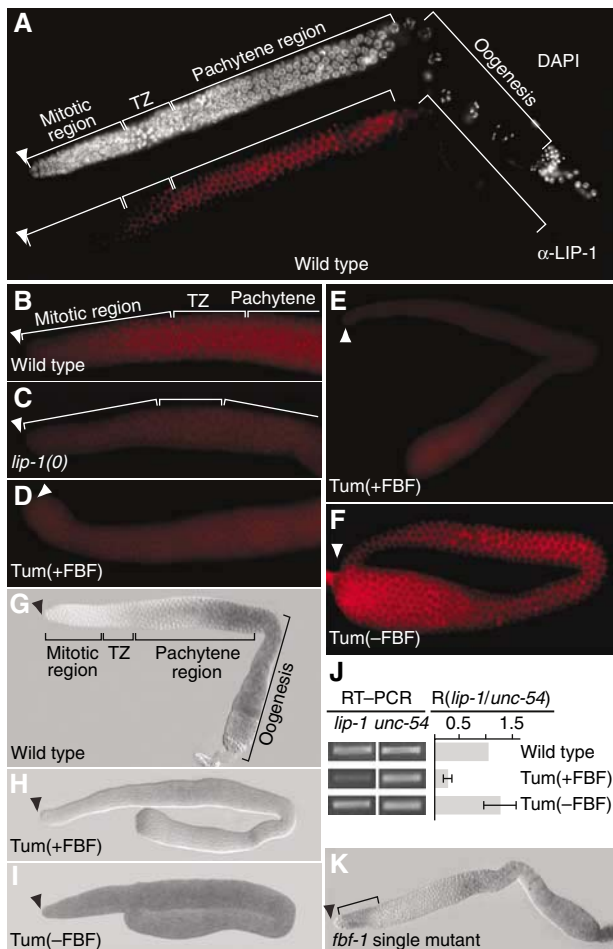 A
Mitotic region
TZ
Pachytene region
Oogenesis
DAPI
α-LIP-1
Wild type
B
Mitotic region
TZ
Pachytene
Wild type
C
lip-1(0)
D
Tum(+FBF)
E
Tum(+FBF)
F
Tum(–FBF)
G
Mitotic region
TZ
Pachytene region
Oogenesis
Wild type
H
Tum(+FBF)
I
Tum(–FBF)
J
RT–PCR
R(lip-1/unc-54)
lip-1 unc-54
0.5 1.5
Wild type
Tum(+FBF)
Tum(–FBF)
K
fbf-1 single mutant